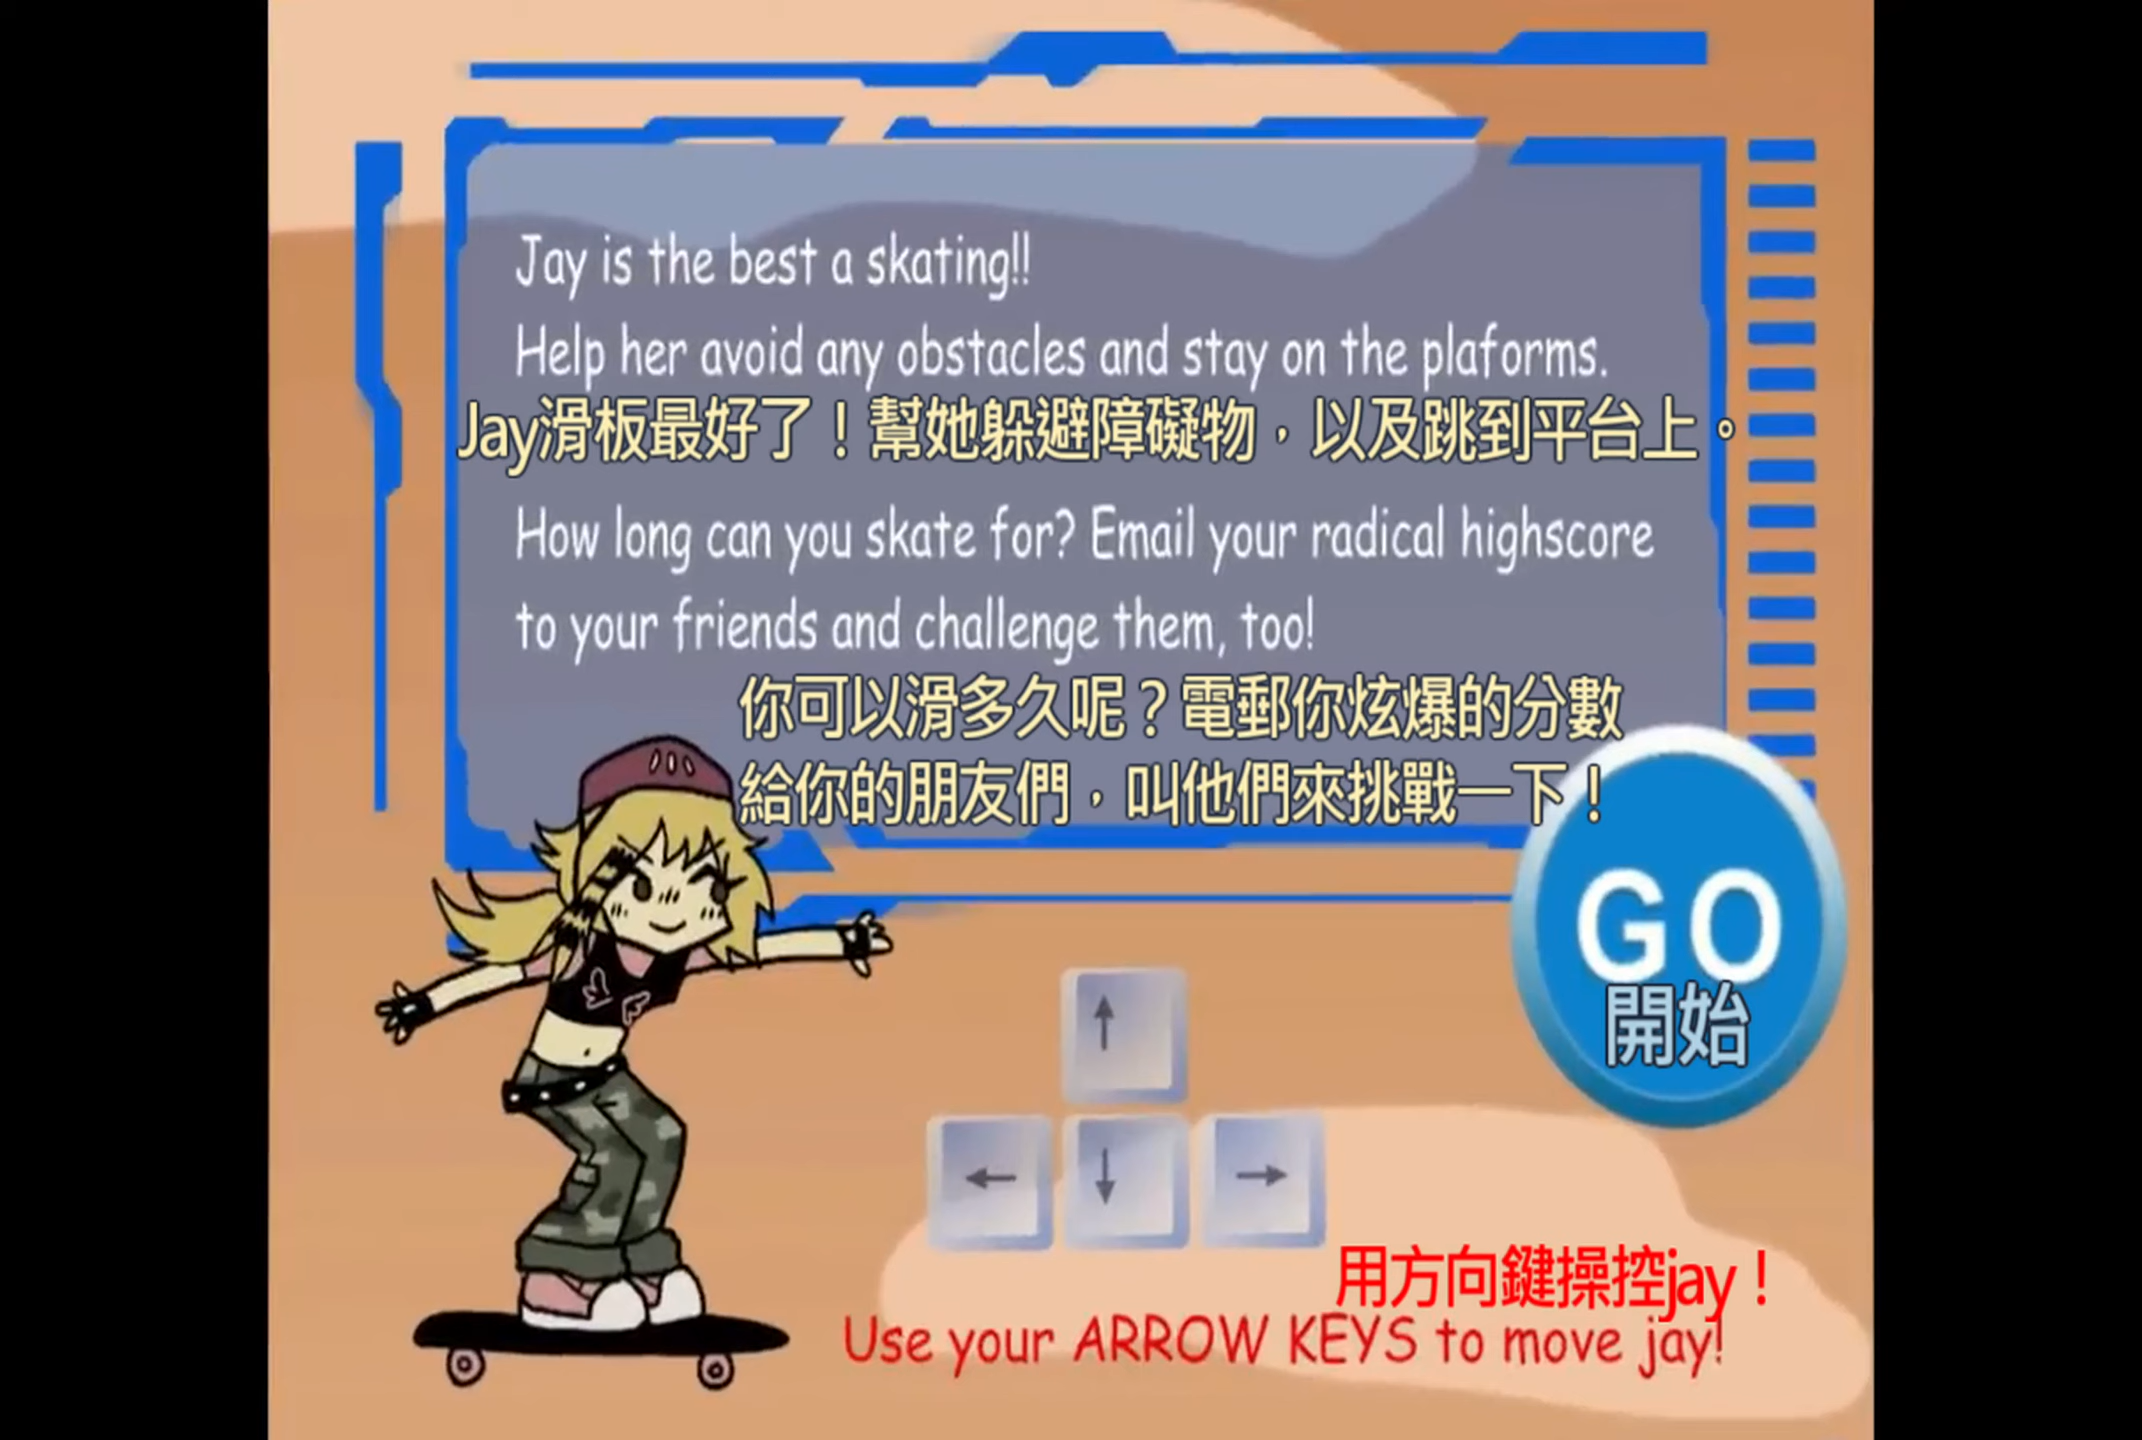 Jay is the best a skating!!
Help her avoid any obstacles and stay on the plaforms.
Jay滑板最好了！幫她躲避障礙物，以及跳到平台上。
How long can you skate for? Email your radical highscore
to your friends and challenge them, too!
你可以滑多久呢？電郵你炫爆的分數
給你的朋友們，叫他們來挑戰一下！
GO
開始
↑
← ↓ →
用方向鍵操控jay！
Use your ARROW KEYS to move jay!